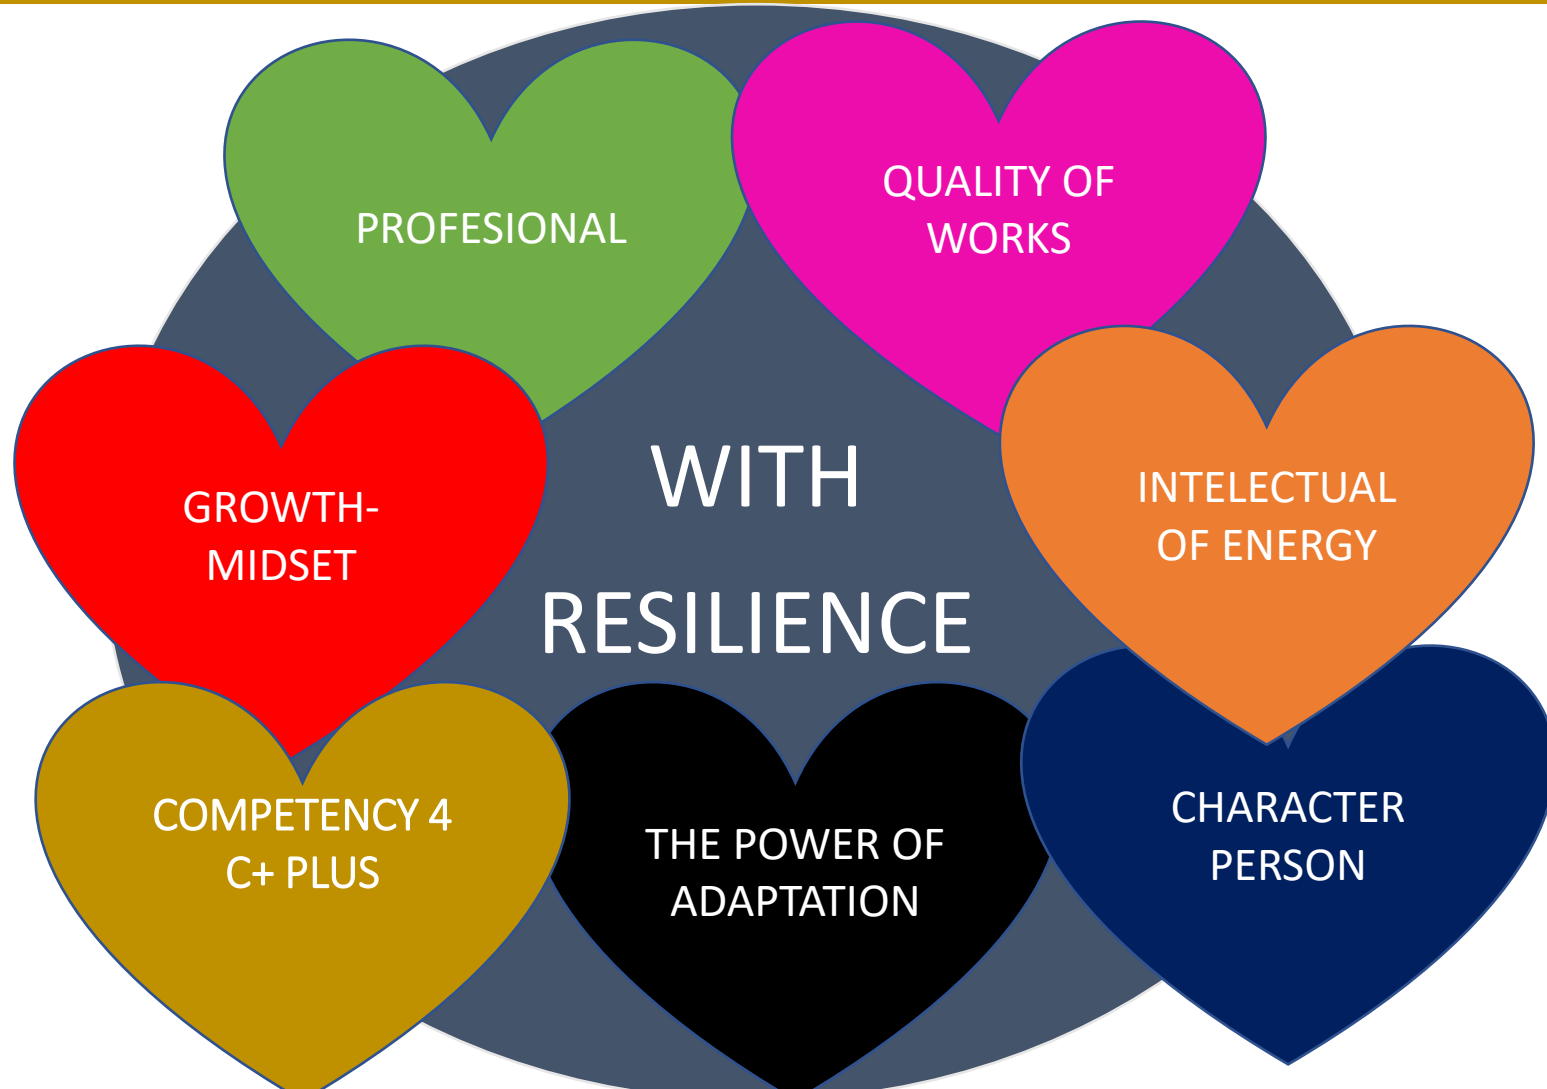 PROFESIONAL
QUALITY OF
WORKS
GROWTH-
MIDSET
WITH
RESILIENCE
INTELECTUAL
OF ENERGY
COMPETENCY 4
C+ PLUS
THE POWER OF
ADAPTATION
CHARACTER
PERSON